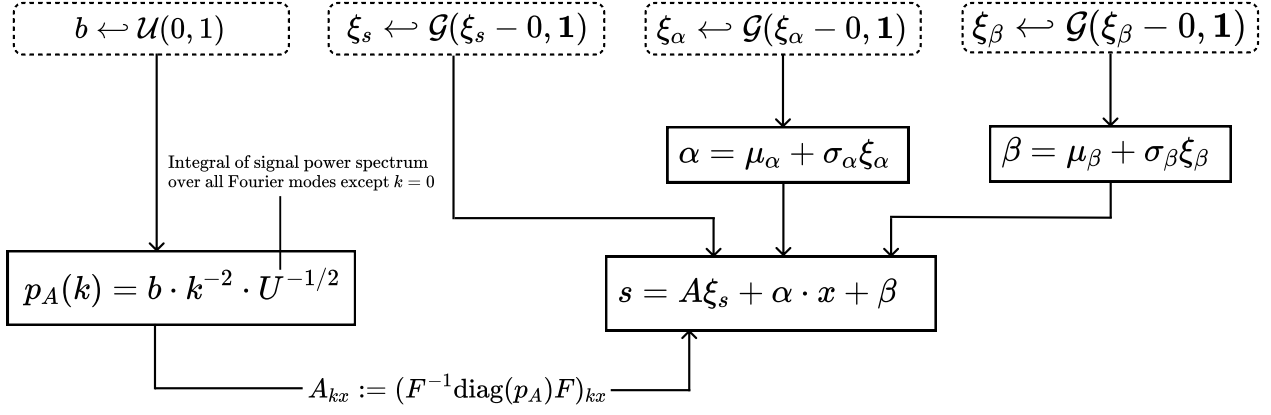 b ↩ 𝒰(0, 1)
ξ_s ↩ 𝒢(ξ_s − 0, 𝟏)
ξ_α ↩ 𝒢(ξ_α − 0, 𝟏)
ξ_β ↩ 𝒢(ξ_β − 0, 𝟏)
α = μ_α + σ_α ξ_α
β = μ_β + σ_β ξ_β
Integral of signal power spectrum
over all Fourier modes except k = 0
p_A(k) = b · k^{−2} · U^{−1/2}
s = Aξ_s + α · x + β
A_{kx} := (F^{−1}diag(p_A)F)_{kx}